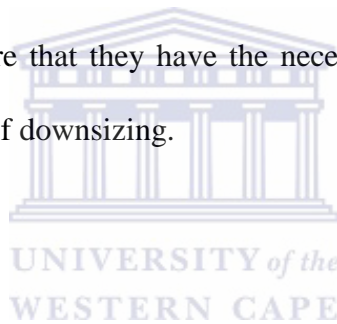 re that they have the nece
f downsizing.
UNIVERSITY of the
WESTERN CAPE